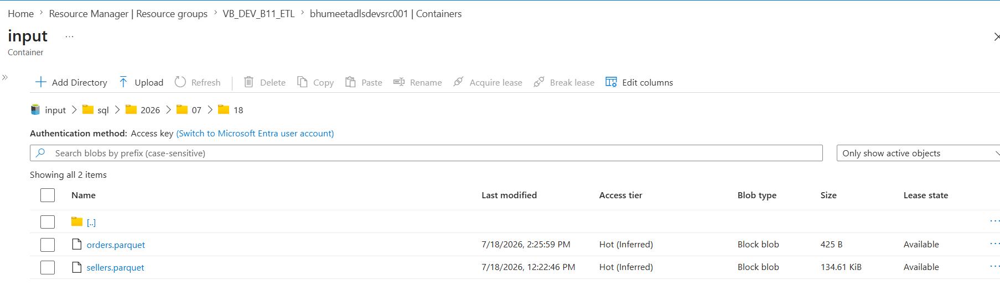 Home > Resource Manager | Resource groups > VB_DEV_B11_ETL > bhumeetadlsdevsrc001 | Containers
input ...
Container
Add Directory Upload Refresh Delete Copy Paste Rename Acquire lease Break lease Edit columns
input > sql > 2026 > 07 > 18
Authentication method: Access key (Switch to Microsoft Entra user account)
Search blobs by prefix (case-sensitive) Only show active objects
Showing all 2 items
Name Last modified Access tier Blob type Size Lease state
[..]
orders.parquet 7/18/2026, 2:25:59 PM Hot (Inferred) Block blob 425 B Available
sellers.parquet 7/18/2026, 12:22:46 PM Hot (Inferred) Block blob 134.61 KiB Available